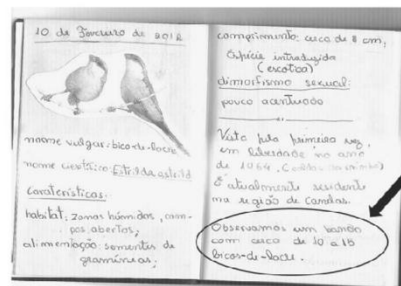 10 de Fevereiro de 2012
nome vulgar: bico-de-lacre
nome científico: Estrilda astrild
Características:
habitat: zonas húmidas, cam-
pos abertos;
alimentação: sementes de
gramíneas;
comprimento: cerca de 8 cm;
Espécie introduzida
(exótica)
dimorfismo sexual:
pouco acentuado
Visto pela primeira vez,
em liberdade no ano
de 1964.
É atualmente residente
na região de Canelas.
Observamos um bando
com cerca de 10 a 15
bicos-de-lacre.